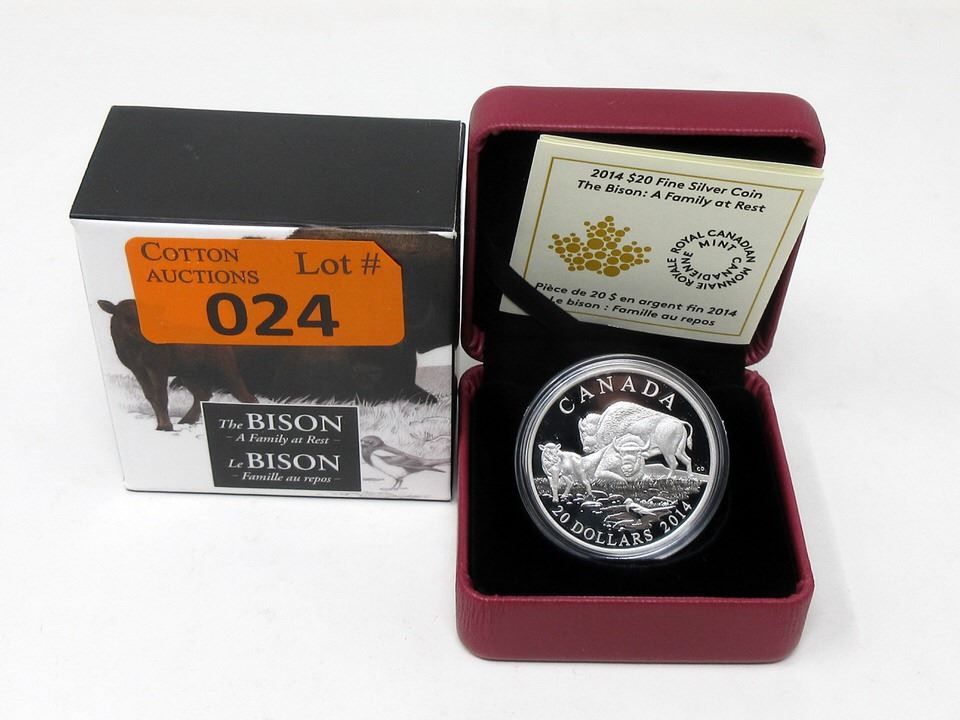 COTTON
AUCTIONS
Lot #
024
The BISON
- A Family at Rest -
Le BISON
- Famille au repos -
2014 $20 Fine Silver Coin
The Bison: A Family at Rest
MONNAIE ROYALE CANADIENNE
ROYAL CANADIAN MINT
Pièce de 20 $ en argent fin 2014
Le bison : Famille au repos
CANADA
CD
20 DOLLARS 2014